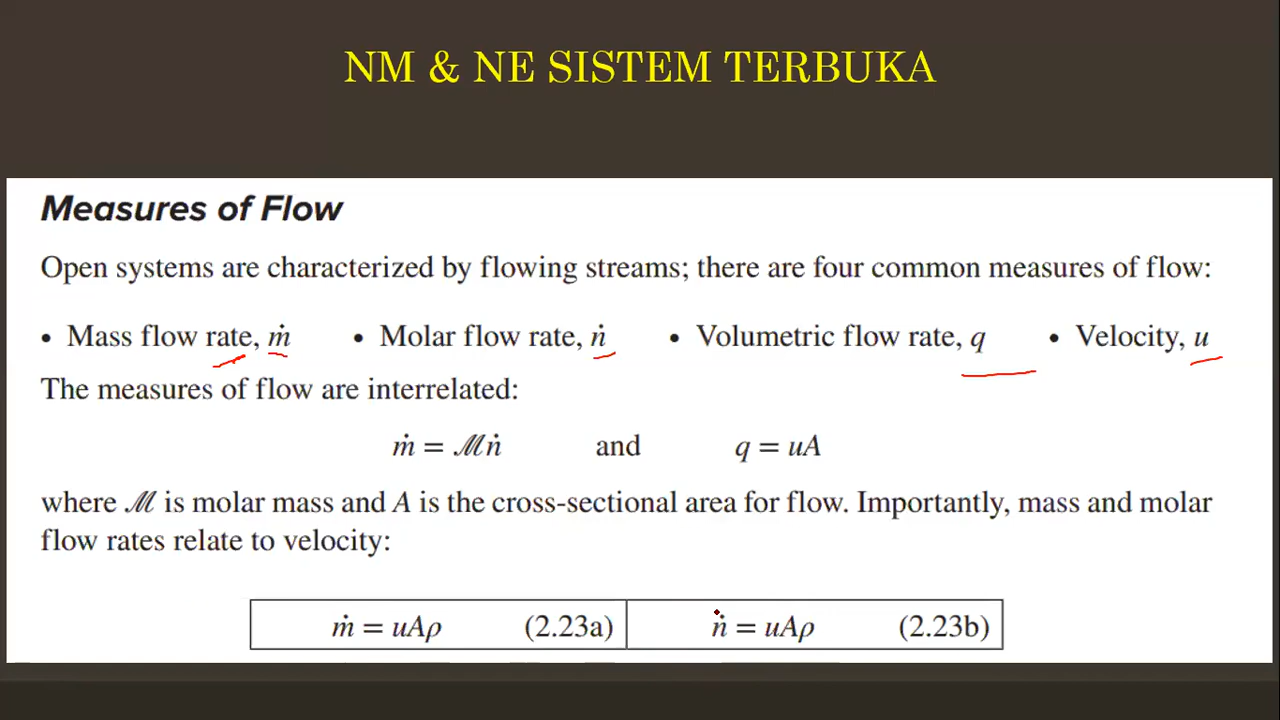 NM & NE SISTEM TERBUKA
Measures of Flow
Open systems are characterized by flowing streams; there are four common measures of flow:
• Mass flow rate, ṁ • Molar flow rate, ṅ • Volumetric flow rate, q • Velocity, u
The measures of flow are interrelated:
ṁ = ℳṅ and q = uA
where ℳ is molar mass and A is the cross-sectional area for flow. Importantly, mass and molar
flow rates relate to velocity:
ṁ = uAρ (2.23a) ṅ = uAρ (2.23b)